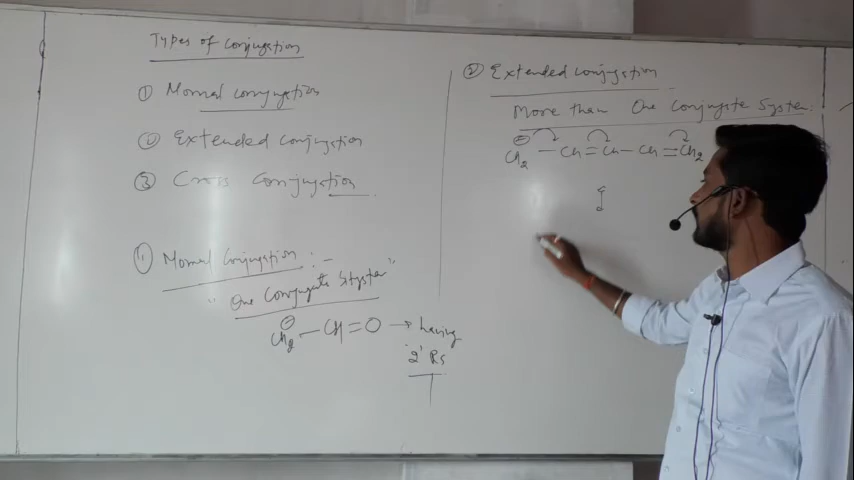 Types of conjugation
① Normal conjugation
② Extended Conjugation
③ Cross Conjugation
① Normal Conjugation :-
"One Conjugate System"
⊖
CH2 — CH = O → having
'2' RS
② Extended conjugation
More than One Conjugate System:
⊖
CH2 — CH = CH — CH = CH2